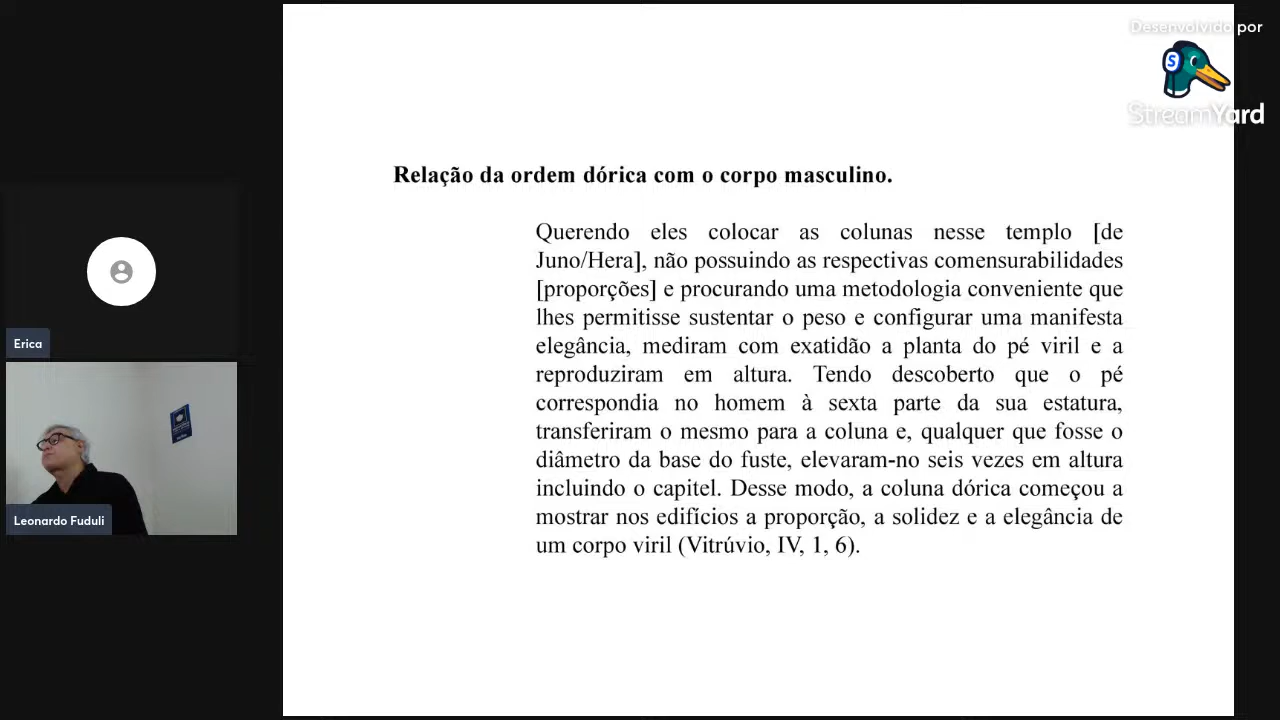 Desenvolvido por
StreamYard
Relação da ordem dórica com o corpo masculino.
Querendo eles colocar as colunas nesse templo [de
Juno/Hera], não possuindo as respectivas comensurabilidades
[proporções] e procurando uma metodologia conveniente que
lhes permitisse sustentar o peso e configurar uma manifesta
elegância, mediram com exatidão a planta do pé viril e a
reproduziram em altura. Tendo descoberto que o pé
correspondia no homem à sexta parte da sua estatura,
transferiram o mesmo para a coluna e, qualquer que fosse o
diâmetro da base do fuste, elevaram-no seis vezes em altura
incluindo o capitel. Desse modo, a coluna dórica começou a
mostrar nos edifícios a proporção, a solidez e a elegância de
um corpo viril (Vitrúvio, IV, 1, 6).
Erica
Leonardo Fuduli